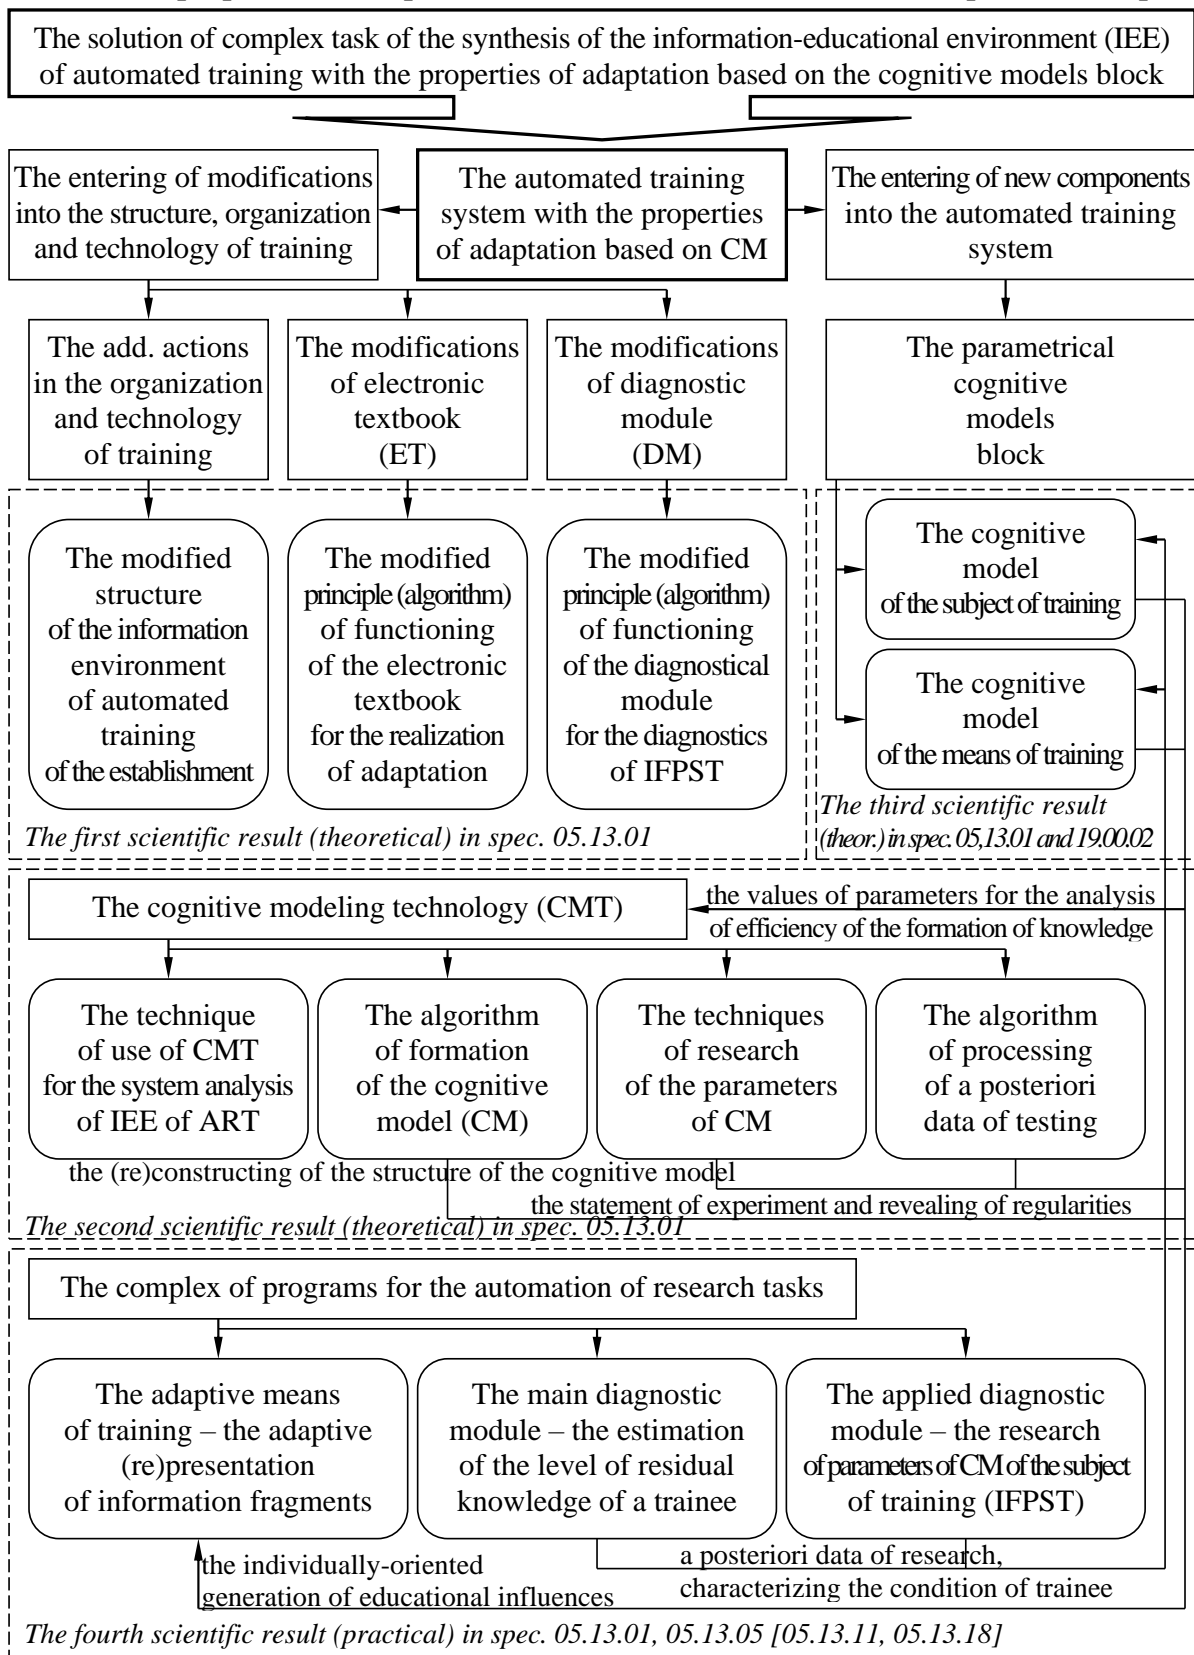 The solution of complex task of the synthesis of the information-educational environment (IEE)
of automated training with the properties of adaptation based on the cognitive models block
The entering of modifications
into the structure, organization
and technology of training
The automated training
system with the properties
of adaptation based on CM
The entering of new components
into the automated training
system
The add. actions
in the organization
and technology
of training
The modifications
of electronic
textbook
(ET)
The modifications
of diagnostic
module
(DM)
The parametrical
cognitive
models
block
The modified
structure
of the information
environment
of automated
training
of the establishment
The modified
principle (algorithm)
of functioning
of the electronic
textbook
for the realization
of adaptation
The modified
principle (algorithm)
of functioning
of the diagnostical
module
for the diagnostics
of IFPST
The cognitive
model
of the subject of training
The cognitive
model
of the means of training
The first scientific result (theoretical) in spec. 05.13.01
The third scientific result
(theor.) in spec. 05,13.01 and 19.00.02
The cognitive modeling technology (CMT)
the values of parameters for the analysis
of efficiency of the formation of knowledge
The technique
of use of CMT
for the system analysis
of IEE of ART
The algorithm
of formation
of the cognitive
model (CM)
The techniques
of research
of the parameters
of CM
The algorithm
of processing
of a posteriori
data of testing
the (re)constructing of the structure of the cognitive model
the statement of experiment and revealing of regularities
The second scientific result (theoretical) in spec. 05.13.01
The complex of programs for the automation of research tasks
The adaptive means
of training – the adaptive
(re)presentation
of information fragments
The main diagnostic
module – the estimation
of the level of residual
knowledge of a trainee
The applied diagnostic
module – the research
of parameters of CM of the subject
of training (IFPST)
the individually-oriented
generation of educational influences
a posteriori data of research,
characterizing the condition of trainee
The fourth scientific result (practical) in spec. 05.13.01, 05.13.05 [05.13.11, 05.13.18]